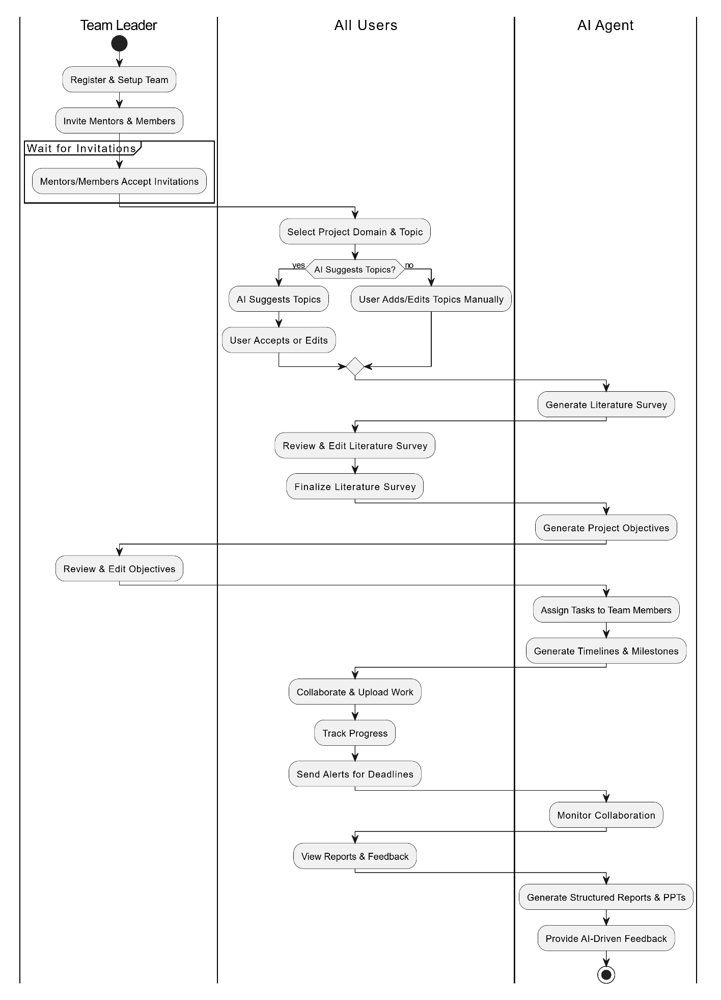 Team Leader
All Users
AI Agent
Register & Setup Team
Invite Mentors & Members
Wait for Invitations
Mentors/Members Accept Invitations
Select Project Domain & Topic
yes
AI Suggests Topics?
no
AI Suggests Topics
User Adds/Edits Topics Manually
User Accepts or Edits
Generate Literature Survey
Review & Edit Literature Survey
Finalize Literature Survey
Generate Project Objectives
Review & Edit Objectives
Assign Tasks to Team Members
Generate Timelines & Milestones
Collaborate & Upload Work
Track Progress
Send Alerts for Deadlines
Monitor Collaboration
View Reports & Feedback
Generate Structured Reports & PPTs
Provide AI-Driven Feedback